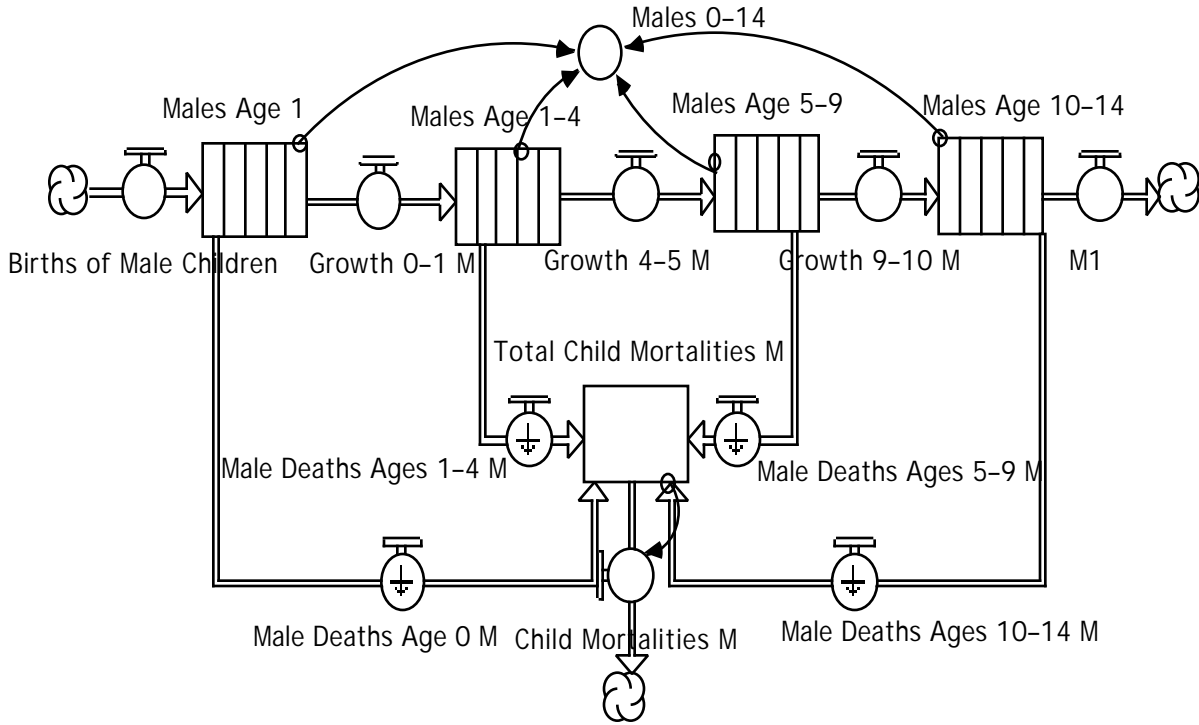 Males 0–14
Males Age 1
Males Age 1–4
Males Age 5–9
Males Age 10–14
Births of Male Children
Growth 0–1 M
Growth 4–5 M
Growth 9–10 M
M1
Total Child Mortalities M
Male Deaths Ages 1–4 M
Male Deaths Ages 5–9 M
Male Deaths Age 0 M
Child Mortalities M
Male Deaths Ages 10–14 M